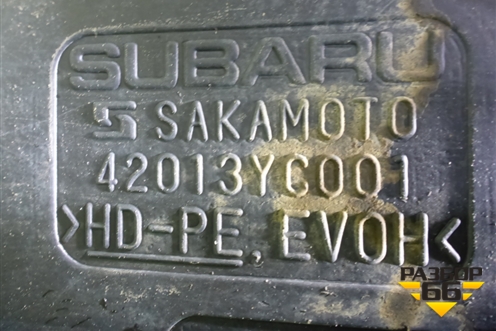 SUBARU
SAKAMOTO
42013YC001
>HD-PE, EVOH<
РАЗБОР
66